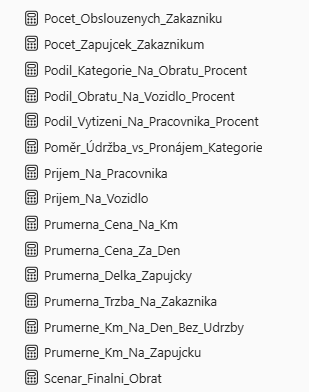 Pocet_Obslouzenych_Zakazniku
Pocet_Zapujcek_Zakaznikum
Podil_Kategorie_Na_Obratu_Procent
Podil_Obratu_Na_Vozidlo_Procent
Podil_Vytizeni_Na_Pracovnika_Procent
Poměr_Údržba_vs_Pronájem_Kategorie
Prijem_Na_Pracovnika
Prijem_Na_Vozidlo
Prumerna_Cena_Na_Km
Prumerna_Cena_Za_Den
Prumerna_Delka_Zapujcky
Prumerna_Trzba_Na_Zakaznika
Prumerne_Km_Na_Den_Bez_Udrzby
Prumerne_Km_Na_Zapujcku
Scenar_Finalni_Obrat